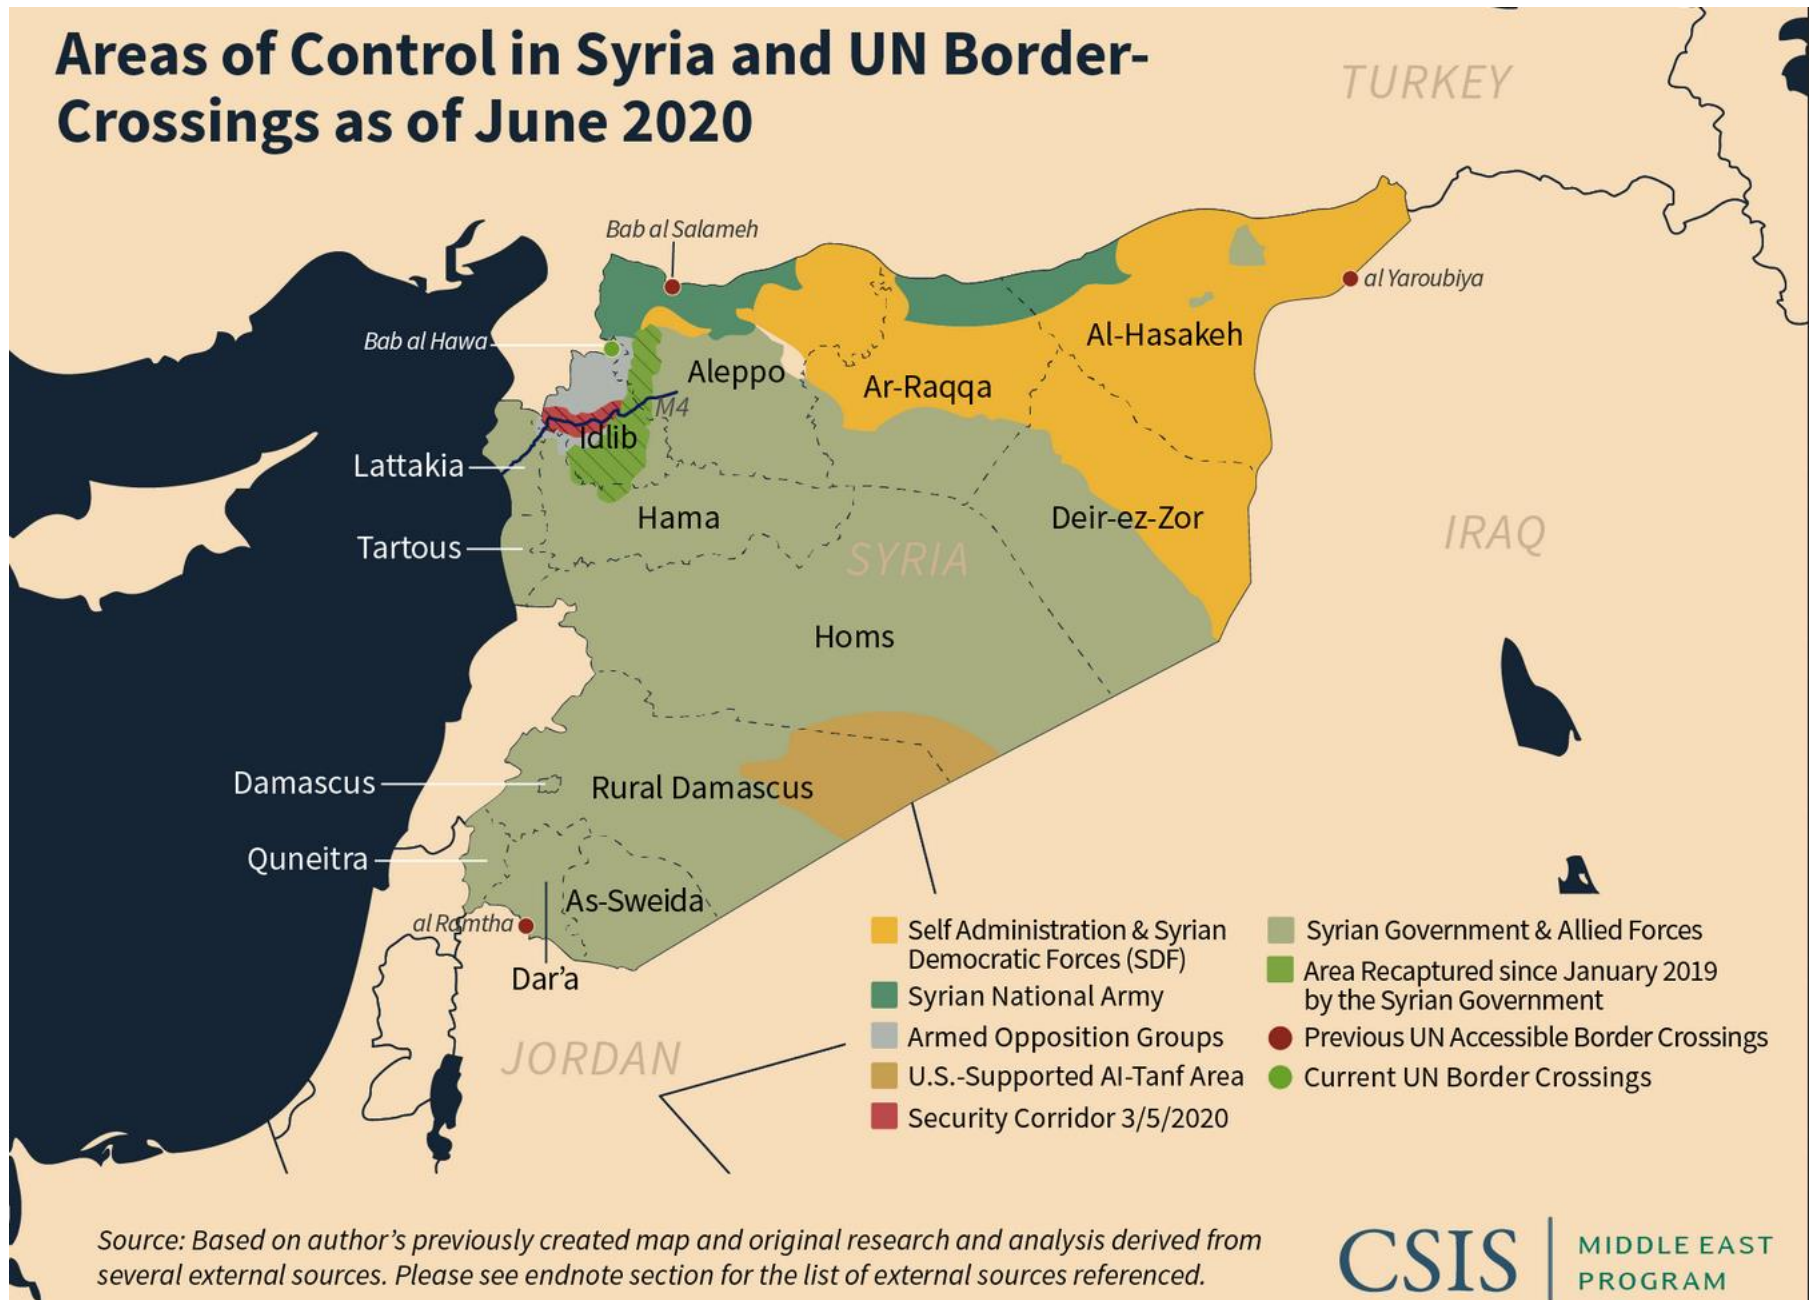 Areas of Control in Syria and UN Border-
Crossings as of June 2020
TURKEY
Bab al Salameh
al Yaroubiya
Bab al Hawa
Al-Hasakeh
Aleppo
Ar-Raqqa
M4
Idlib
Lattakia
Hama
Deir-ez-Zor
IRAQ
Tartous
SYRIA
Homs
Damascus
Rural Damascus
Quneitra
As-Sweida
al Ramtha
Dar’a
JORDAN
Self Administration & Syrian
Democratic Forces (SDF)
Syrian National Army
Armed Opposition Groups
U.S.-Supported Al-Tanf Area
Security Corridor 3/5/2020
Syrian Government & Allied Forces
Area Recaptured since January 2019
by the Syrian Government
Previous UN Accessible Border Crossings
Current UN Border Crossings
Source: Based on author’s previously created map and original research and analysis derived from
several external sources. Please see endnote section for the list of external sources referenced.
CSIS
MIDDLE EAST
PROGRAM